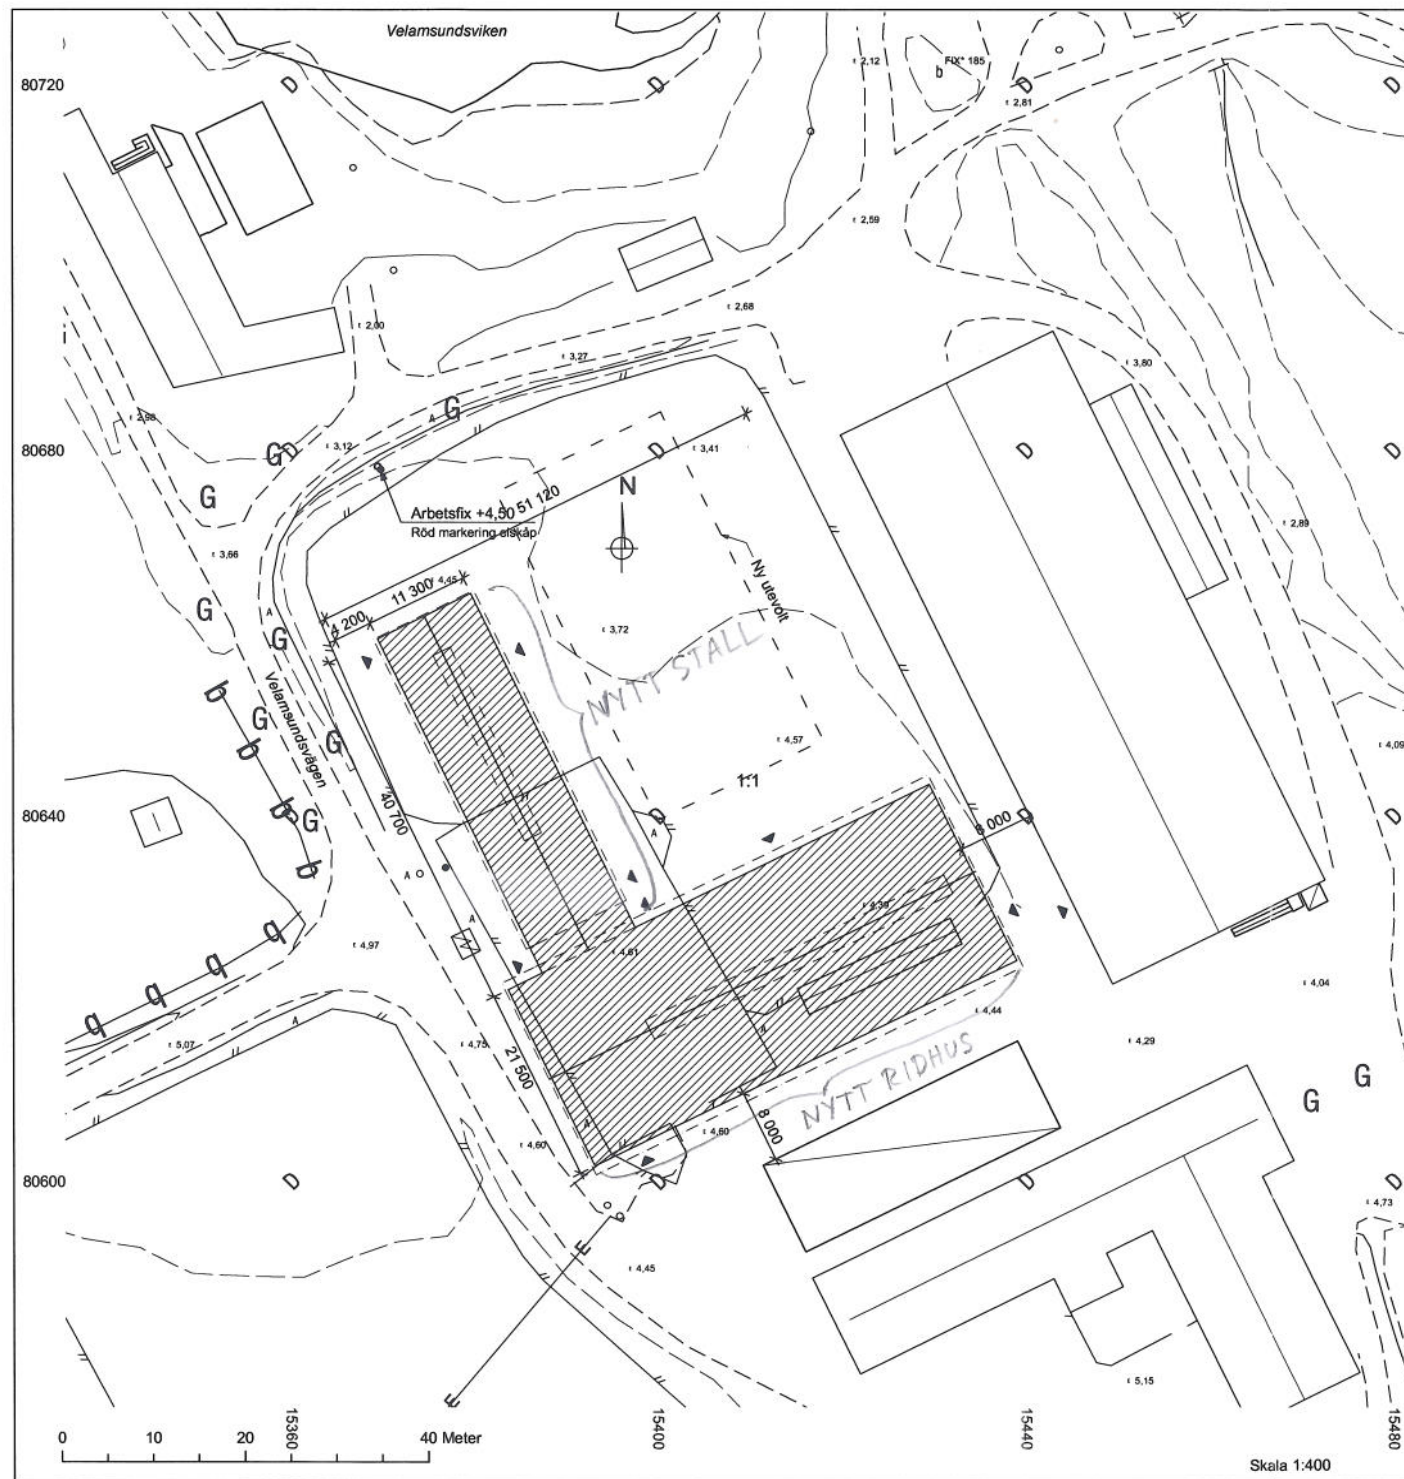 Velamsundsviken
2,12
FIX* 185
b
80720
D
D
D
D
2,81
2,59
2,68
2,00
3,27
3,80
2,98
G
A
3,12
G
D
80680
D
3,41
D
D
G
N
Arbetsfix +4,50
51 120
Röd markering elskåp
2,89
3,66
4,45
11 300
Ny utevolt
G
A
4 200
3,72
G
NYTT STALL
Velamsundsvägen
G
G
4,57
4,09
1:1
40 700
80640
G
D
D
D
8 000
A
A
A
4,39
4,97
4,61
4,04
A
4,44
5,07
21 500
4,75
A
4,29
NYTT RIDHUS
G
G
4,60
A
4,60
8 000
80600
D
D
D
D
4,73
E
4,45
5,15
E
0 10 20 40 Meter
15360
15400
15440
15480
Skala 1:400